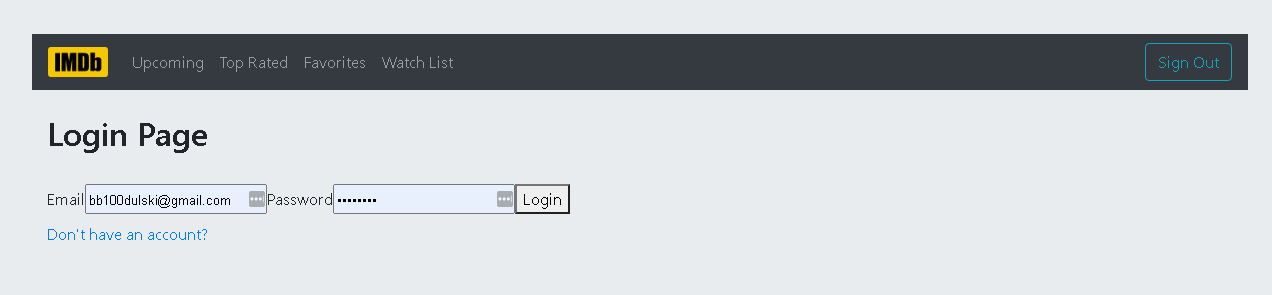 IMDb Upcoming Top Rated Favorites Watch List Sign Out
Login Page
Email bb100dulski@gmail.com Password •••••••• Login
Don't have an account?